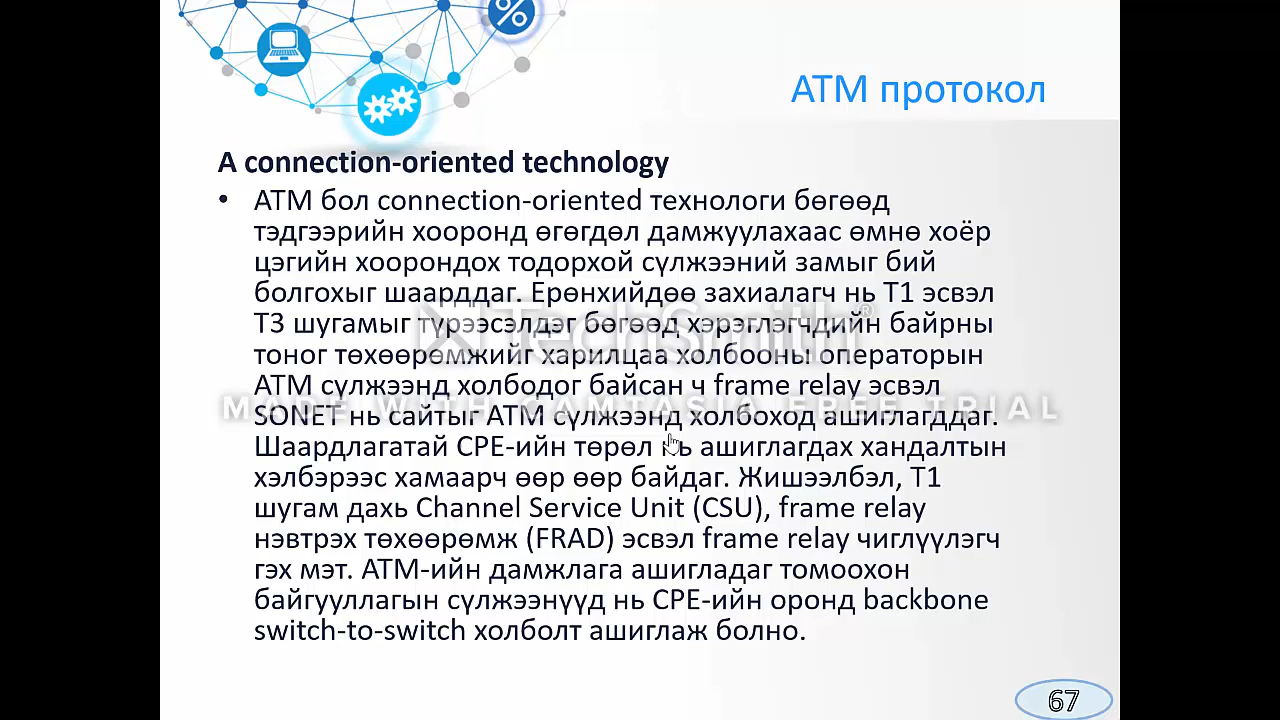 АТМ протокол
A connection-oriented technology
• ATM бол connection-oriented технологи бөгөөд
тэдгээрийн хооронд өгөгдөл дамжуулахаас өмнө хоёр
цэгийн хоорондох тодорхой сүлжээний замыг бий
болгохыг шаарддаг. Ерөнхийдөө захиалагч нь T1 эсвэл
T3 шугамыг түрээсэлдэг бөгөөд хэрэглэгчдийн байрны
тоног төхөөрөмжийг харилцаа холбооны операторын
ATM сүлжээнд холбодог байсан ч frame relay эсвэл
SONET нь сайтыг ATM сүлжээнд холбоход ашиглагддаг.
Шаардлагатай CPE-ийн төрөл нь ашиглагдах хандалтын
хэлбэрээс хамаарч өөр өөр байдаг. Жишээлбэл, T1
шугам дахь Channel Service Unit (CSU), frame relay
нэвтрэх төхөөрөмж (FRAD) эсвэл frame relay чиглүүлэгч
гэх мэт. ATM-ийн дамжлага ашигладаг томоохон
байгууллагын сүлжээнүүд нь CPE-ийн оронд backbone
switch-to-switch холболт ашиглаж болно.
TechSmith®
MADE WITH CAMTASIA FREE TRIAL
67